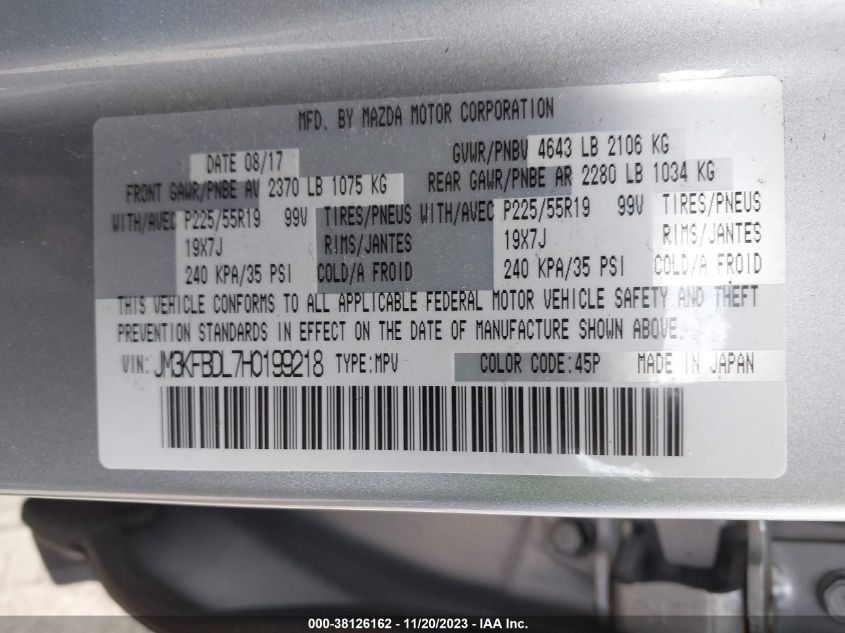 MFD. BY MAZDA MOTOR CORPORATION
DATE 08/17 GVWR/PNBV 4643 LB 2106 KG
FRONT GAWR/PNBE AV 2370 LB 1075 KG REAR GAWR/PNBE AR 2280 LB 1034 KG
WITH/AVEC P225/55R19 99V TIRES/PNEUS WITH/AVEC P225/55R19 99V TIRES/PNEUS
19X7J RIMS/JANTES 19X7J RIMS/JANTES
240 KPA/35 PSI COLD/A FROID 240 KPA/35 PSI COLD/A FROID
THIS VEHICLE CONFORMS TO ALL APPLICABLE FEDERAL MOTOR VEHICLE SAFETY AND THEFT
PREVENTION STANDARDS IN EFFECT ON THE DATE OF MANUFACTURE SHOWN ABOVE.
VIN: JM3KFBDL7H0199218 TYPE:MPV COLOR CODE:45P MADE IN JAPAN
000-38126162 - 11/20/2023 - IAA Inc.